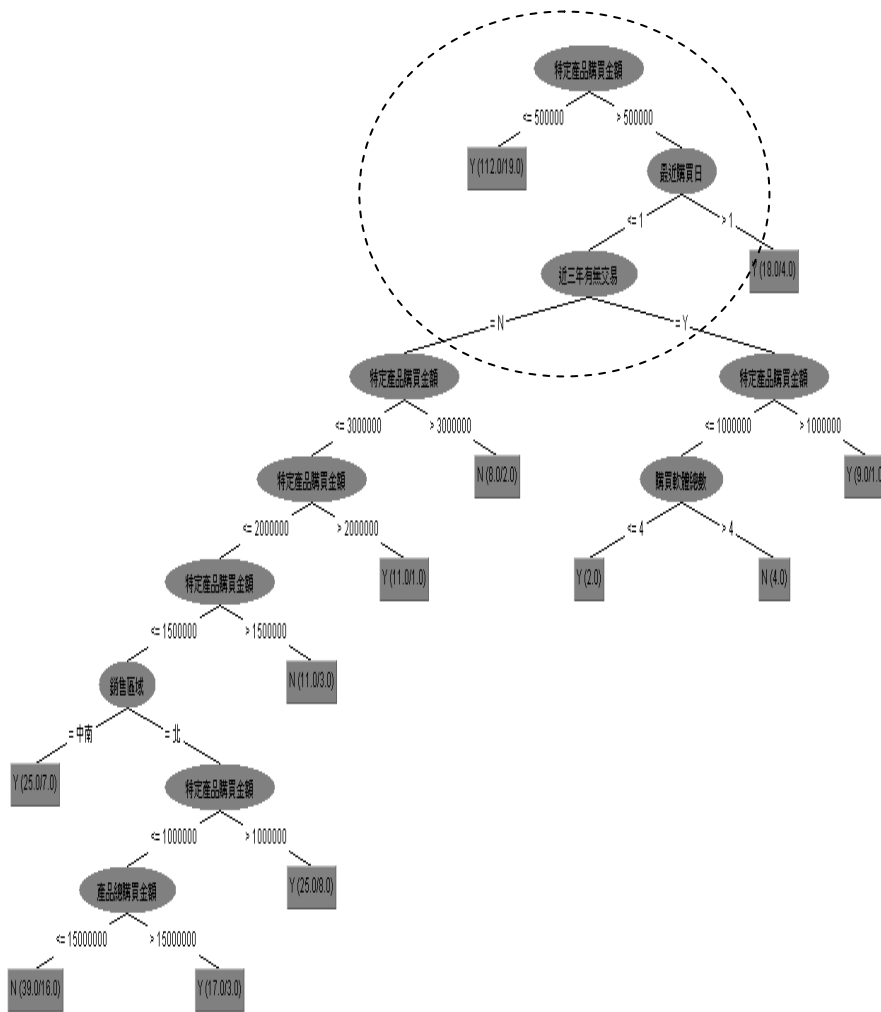 特定產品購買金額
<= 500000
> 500000
Y (112.0/19.0)
最近購買日
<= 1
> 1
近三年有無交易
Y (18.0/4.0)
= N
= Y
特定產品購買金額
特定產品購買金額
<= 3000000
> 3000000
<= 1000000
> 1000000
特定產品購買金額
N (8.0/2.0)
購買軟體總數
Y (9.0/1.0
<= 2000000
> 2000000
<= 4
> 4
特定產品購買金額
Y (11.0/1.0)
Y (2.0)
N (4.0)
<= 1500000
> 1500000
銷售區域
N (11.0/3.0)
= 中南
= 北
Y (25.0/7.0)
特定產品購買金額
<= 1000000
> 1000000
產品總購買金額
Y (25.0/8.0)
<= 15000000
> 15000000
N (39.0/16.0)
Y (17.0/3.0)